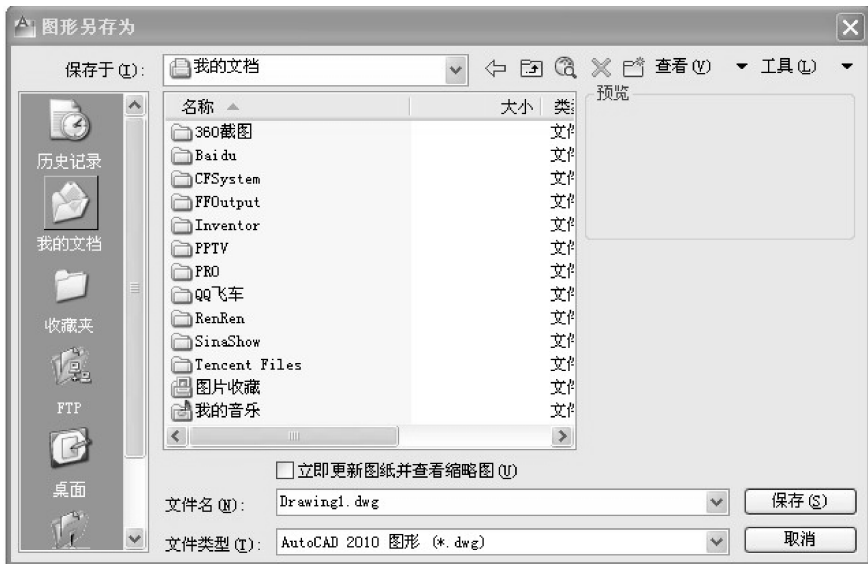 图形另存为
保存于(I):
我的文档
查看(V)
工具(L)
历史记录
我的文档
收藏夹
FTP
桌面
名称
大小
360截图
文件
Baidu
文件
CFSystem
文件
FFOutput
文件
Inventor
文件
PPTV
文件
PRO
文件
QQ飞车
文件
RenRen
文件
SinaShow
文件
Tencent Files
文件
图片收藏
文件
我的音乐
文件
预览
立即更新图纸并查看缩略图(U)
文件名(N):
Drawing1.dwg
保存(S)
文件类型(T):
AutoCAD 2010 图形 (*.dwg)
取消